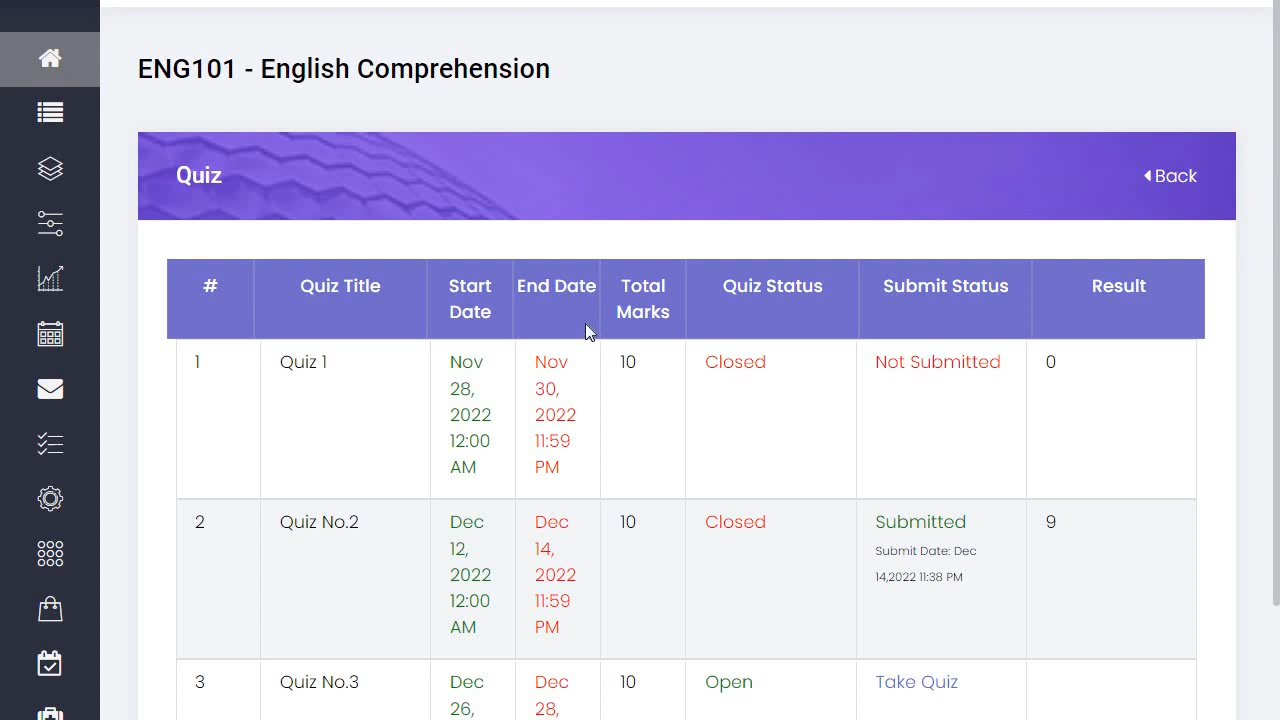 ENG101 - English Comprehension
Quiz
Back
# Quiz Title Start Date End Date Total Marks Quiz Status Submit Status Result
1 Quiz 1 Nov 28, 2022 12:00 AM Nov 30, 2022 11:59 PM 10 Closed Not Submitted 0
2 Quiz No.2 Dec 12, 2022 12:00 AM Dec 14, 2022 11:59 PM 10 Closed Submitted Submit Date: Dec 14,2022 11:38 PM 9
3 Quiz No.3 Dec 26, Dec 28, 10 Open Take Quiz